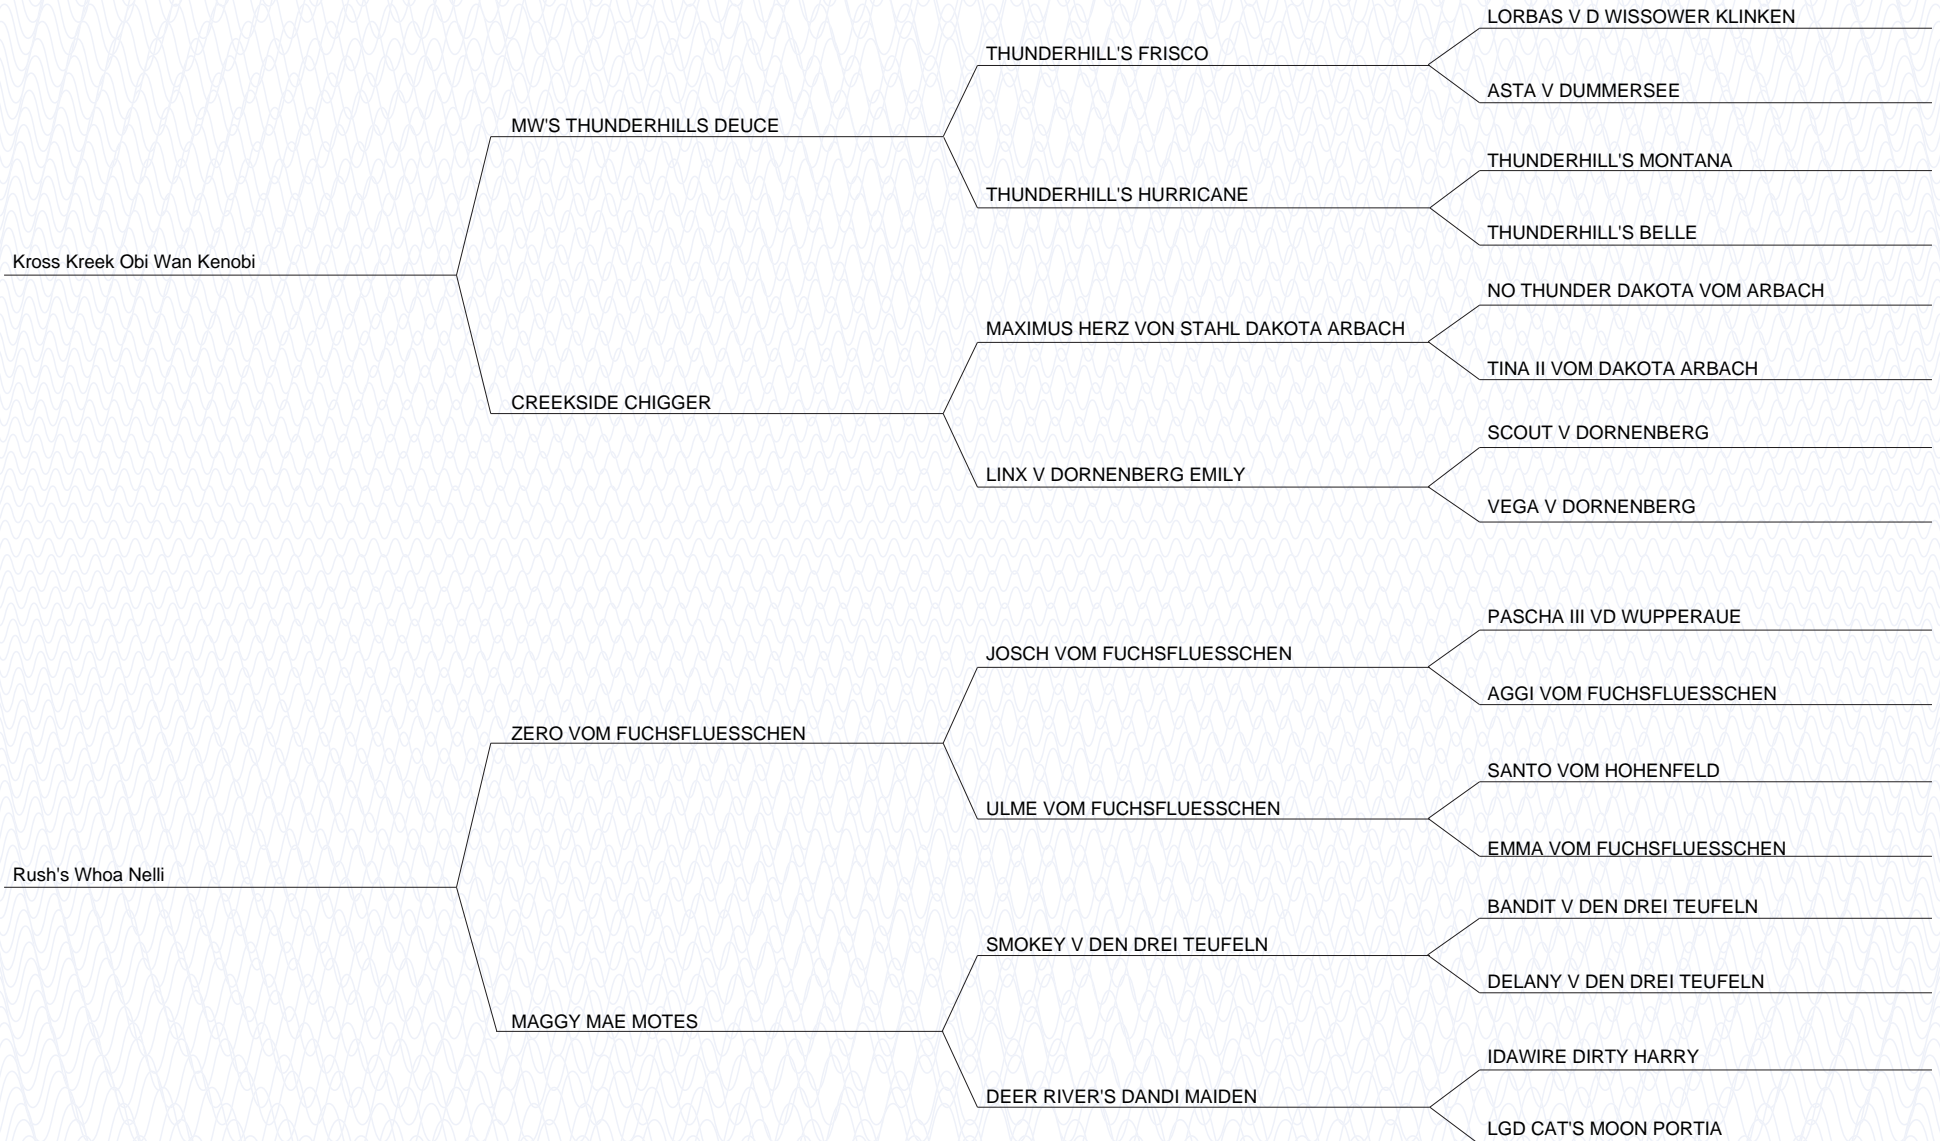 LORBAS V D WISSOWER KLINKEN
THUNDERHILL'S FRISCO
ASTA V DUMMERSEE
MW'S THUNDERHILLS DEUCE
THUNDERHILL'S MONTANA
THUNDERHILL'S HURRICANE
THUNDERHILL'S BELLE
Kross Kreek Obi Wan Kenobi
NO THUNDER DAKOTA VOM ARBACH
MAXIMUS HERZ VON STAHL DAKOTA ARBACH
TINA II VOM DAKOTA ARBACH
CREEKSIDE CHIGGER
SCOUT V DORNENBERG
LINX V DORNENBERG EMILY
VEGA V DORNENBERG
PASCHA III VD WUPPERAUE
JOSCH VOM FUCHSFLUESSCHEN
AGGI VOM FUCHSFLUESSCHEN
ZERO VOM FUCHSFLUESSCHEN
SANTO VOM HOHENFELD
ULME VOM FUCHSFLUESSCHEN
EMMA VOM FUCHSFLUESSCHEN
Rush's Whoa Nelli
BANDIT V DEN DREI TEUFELN
SMOKEY V DEN DREI TEUFELN
DELANY V DEN DREI TEUFELN
MAGGY MAE MOTES
IDAWIRE DIRTY HARRY
DEER RIVER'S DANDI MAIDEN
LGD CAT'S MOON PORTIA